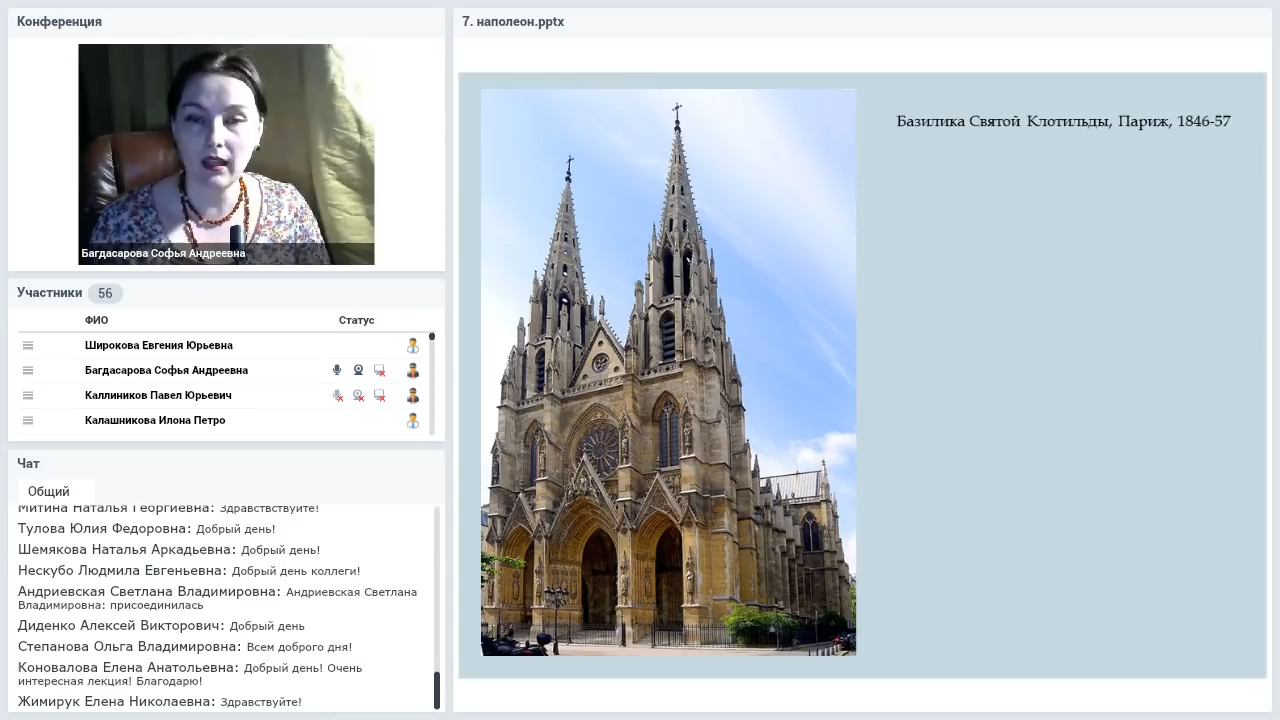 Конференция
Багдасарова Софья Андреевна
Участники 56
ФИО Статус
Широкова Евгения Юрьевна
Багдасарова Софья Андреевна
Каллиников Павел Юрьевич
Калашникова Илона Петро
Чат
Общий
Митина Наталья Георгиевна: Здравствствуйте!
Тулова Юлия Федоровна: Добрый день!
Шемякова Наталья Аркадьевна: Добрый день!
Нескубо Людмила Евгеньевна: Добрый день коллеги!
Андриевская Светлана Владимировна: Андриевская Светлана
Владимировна: присоединилась
Диденко Алексей Викторович: Добрый день
Степанова Ольга Владимировна: Всем доброго дня!
Коновалова Елена Анатольевна: Добрый день! Очень
интересная лекция! Благодарю!
Жимирук Елена Николаевна: Здравствуйте!
7. наполеон.pptx
Базилика Святой Клотильды, Париж, 1846-57